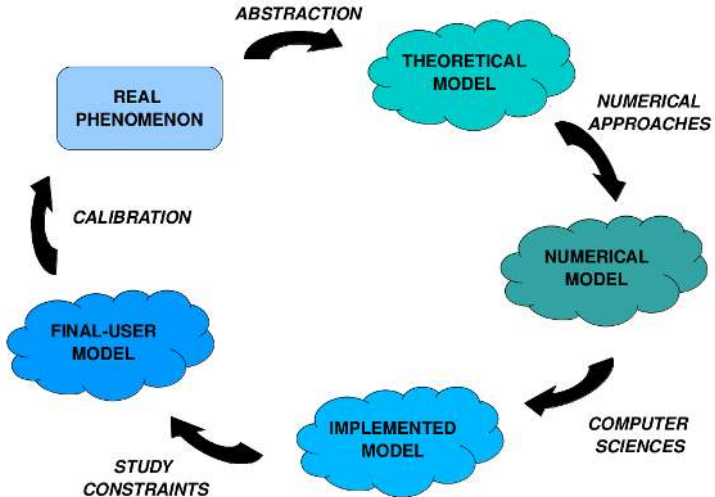 ABSTRACTION
THEORETICAL
MODEL
REAL
PHENOMENON
NUMERICAL
APPROACHES
CALIBRATION
NUMERICAL
MODEL
FINAL-USER
MODEL
IMPLEMENTED
MODEL
COMPUTER
SCIENCES
STUDY
CONSTRAINTS